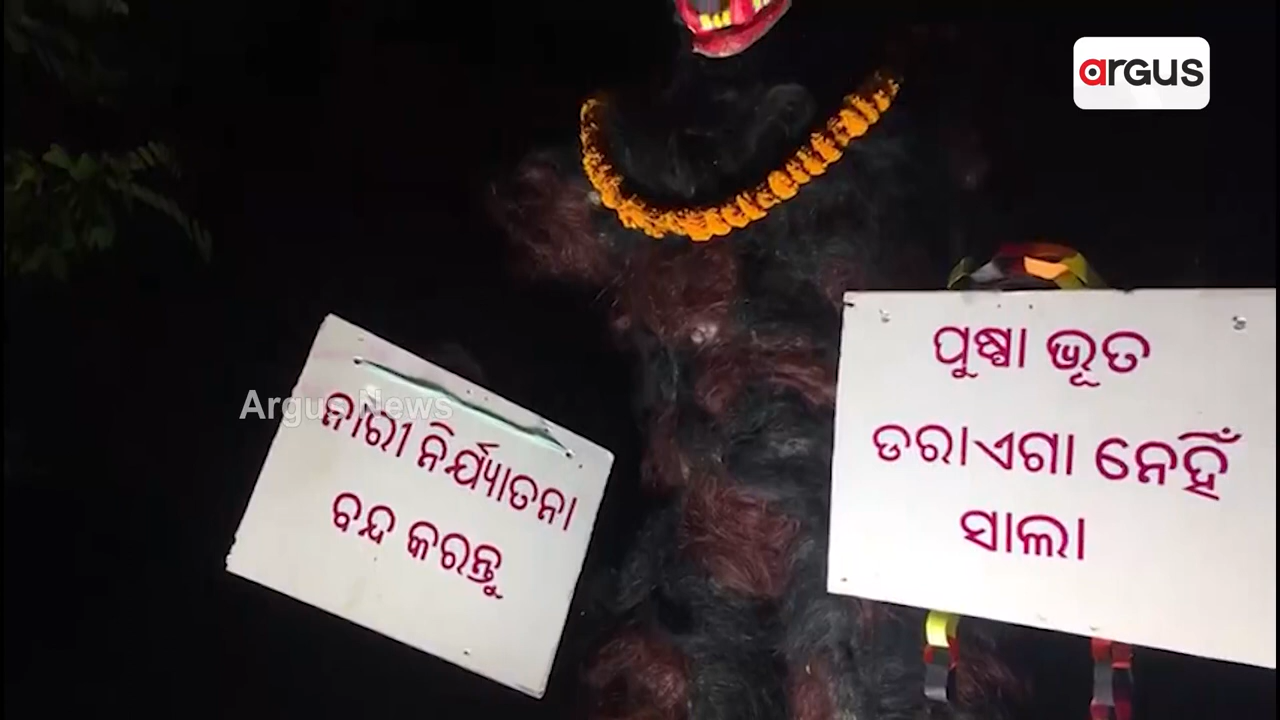 argus
Argus News
ନାରୀ ନିର୍ଯ୍ୟାତନା
ବନ୍ଦ କରନ୍ତୁ
ପୁଷ୍ପା ଭୂତ
ଡରାଏଗା ନେହିଁ
ସାଲା